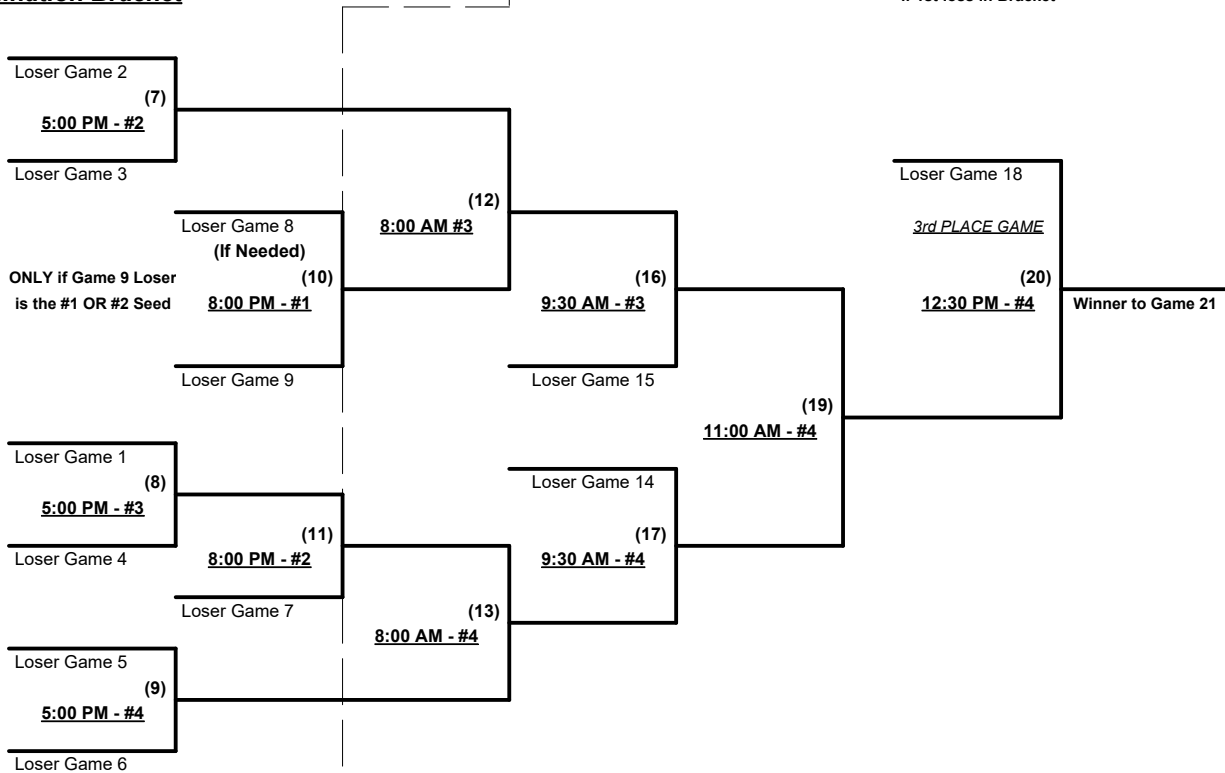 Loser Game 2
(7)
5:00 PM - #2
Loser Game 3
Loser Game 18
(12)
Loser Game 8
8:00 AM #3
3rd PLACE GAME
(If Needed)
ONLY if Game 9 Loser
(10)
(16)
(20)
is the #1 OR #2 Seed
8:00 PM - #1
9:30 AM - #3
12:30 PM - #4
Winner to Game 21
Loser Game 9
Loser Game 15
(19)
11:00 AM - #4
Loser Game 1
(8)
Loser Game 14
5:00 PM - #3
(11)
(17)
Loser Game 4
8:00 PM - #2
9:30 AM - #4
Loser Game 7
(13)
8:00 AM - #4
Loser Game 5
(9)
5:00 PM - #4
Loser Game 6